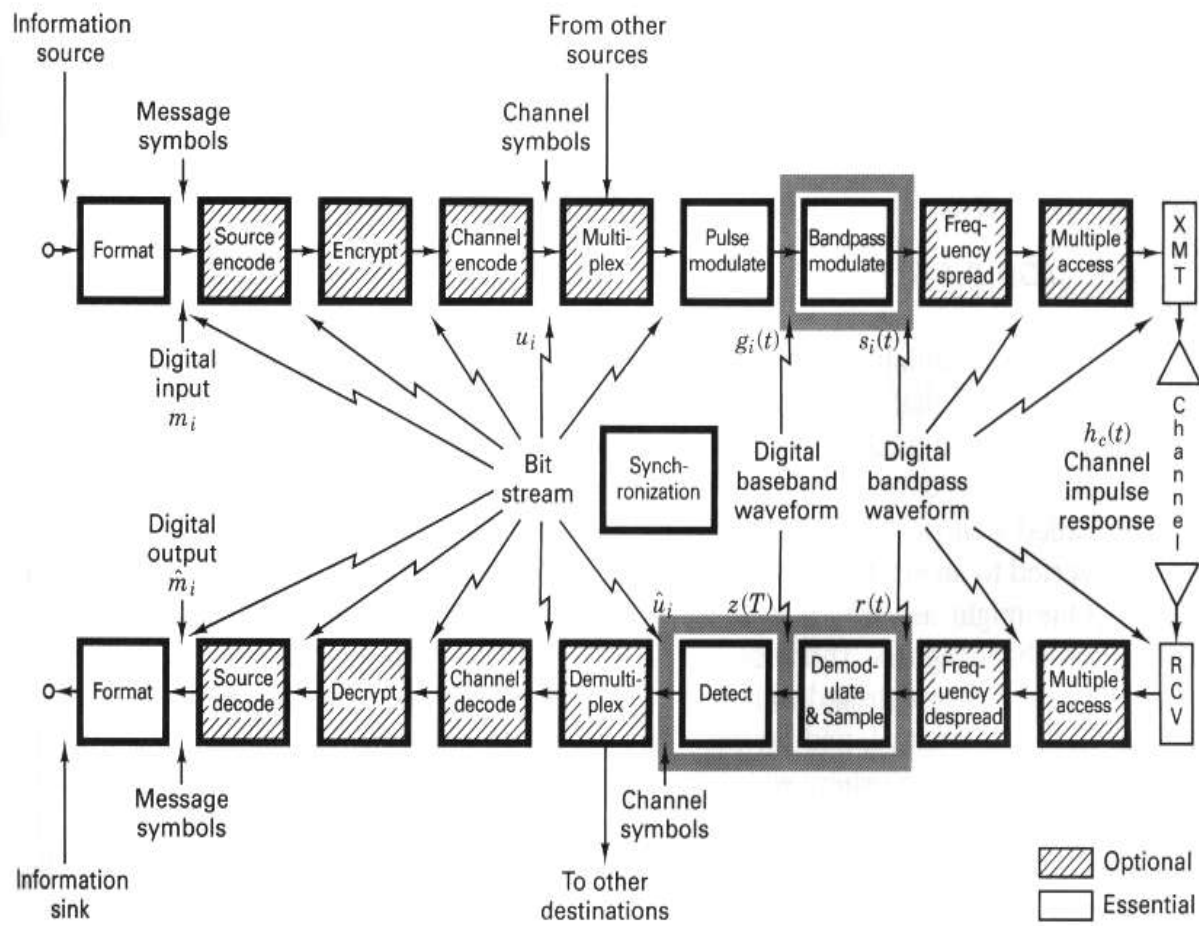 Information
source
From other
sources
Message
symbols
Channel
symbols
Format
Source
encode
Encrypt
Channel
encode
Multi-
plex
Pulse
modulate
Bandpass
modulate
Freq-
uency
spread
Multiple
access
X
M
T
Digital
input
m_i
u_i
g_i(t)
s_i(t)
Bit
stream
Synch-
ronization
Digital
baseband
waveform
Digital
bandpass
waveform
h_c(t)
Channel
impulse
response
C
h
a
n
n
e
l
Digital
output
m̂_i
û_i
z(T)
r(t)
Format
Source
decode
Decrypt
Channel
decode
Demulti-
plex
Detect
Demod-
ulate
& Sample
Freq-
uency
despread
Multiple
access
R
C
V
Message
symbols
Channel
symbols
Information
sink
To other
destinations
Optional
Essential